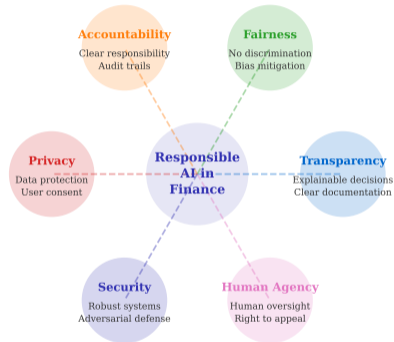 Accountability
Clear responsibility
Audit trails
Fairness
No discrimination
Bias mitigation
Privacy
Data protection
User consent
Responsible
AI in
Finance
Transparency
Explainable decisions
Clear documentation
Security
Robust systems
Adversarial defense
Human Agency
Human oversight
Right to appeal